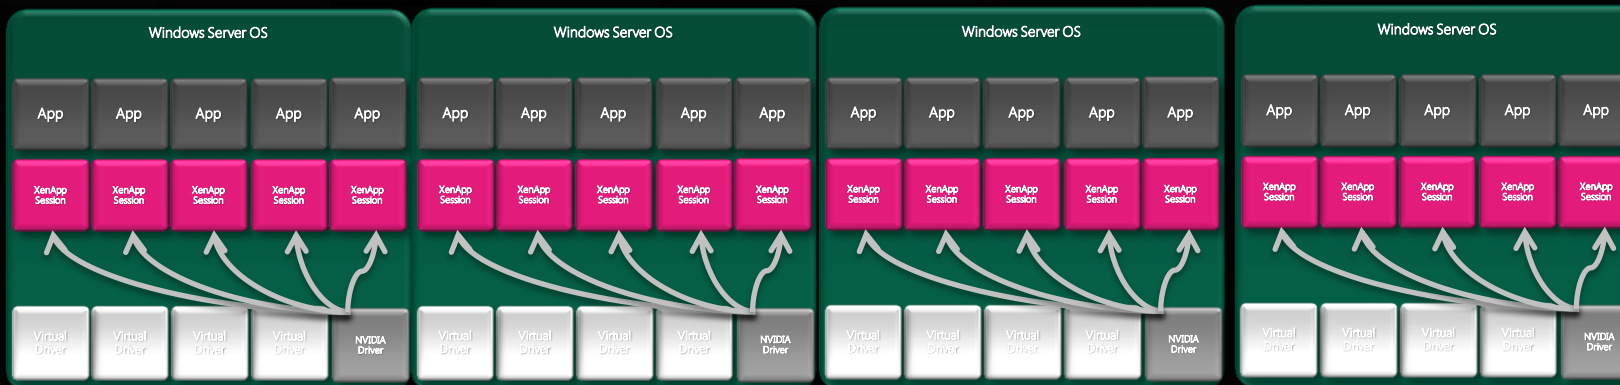 Windows Server OS
App App App App App
XenApp Session XenApp Session XenApp Session XenApp Session XenApp Session
Virtual Driver Virtual Driver Virtual Driver Virtual Driver NVIDIA Driver
Windows Server OS
App App App App App
XenApp Session XenApp Session XenApp Session XenApp Session XenApp Session
Virtual Driver Virtual Driver Virtual Driver Virtual Driver NVIDIA Driver
Windows Server OS
App App App App App
XenApp Session XenApp Session XenApp Session XenApp Session XenApp Session
Virtual Driver Virtual Driver Virtual Driver Virtual Driver NVIDIA Driver
Windows Server OS
App App App App App
XenApp Session XenApp Session XenApp Session XenApp Session XenApp Session
Virtual Driver Virtual Driver Virtual Driver Virtual Driver NVIDIA Driver